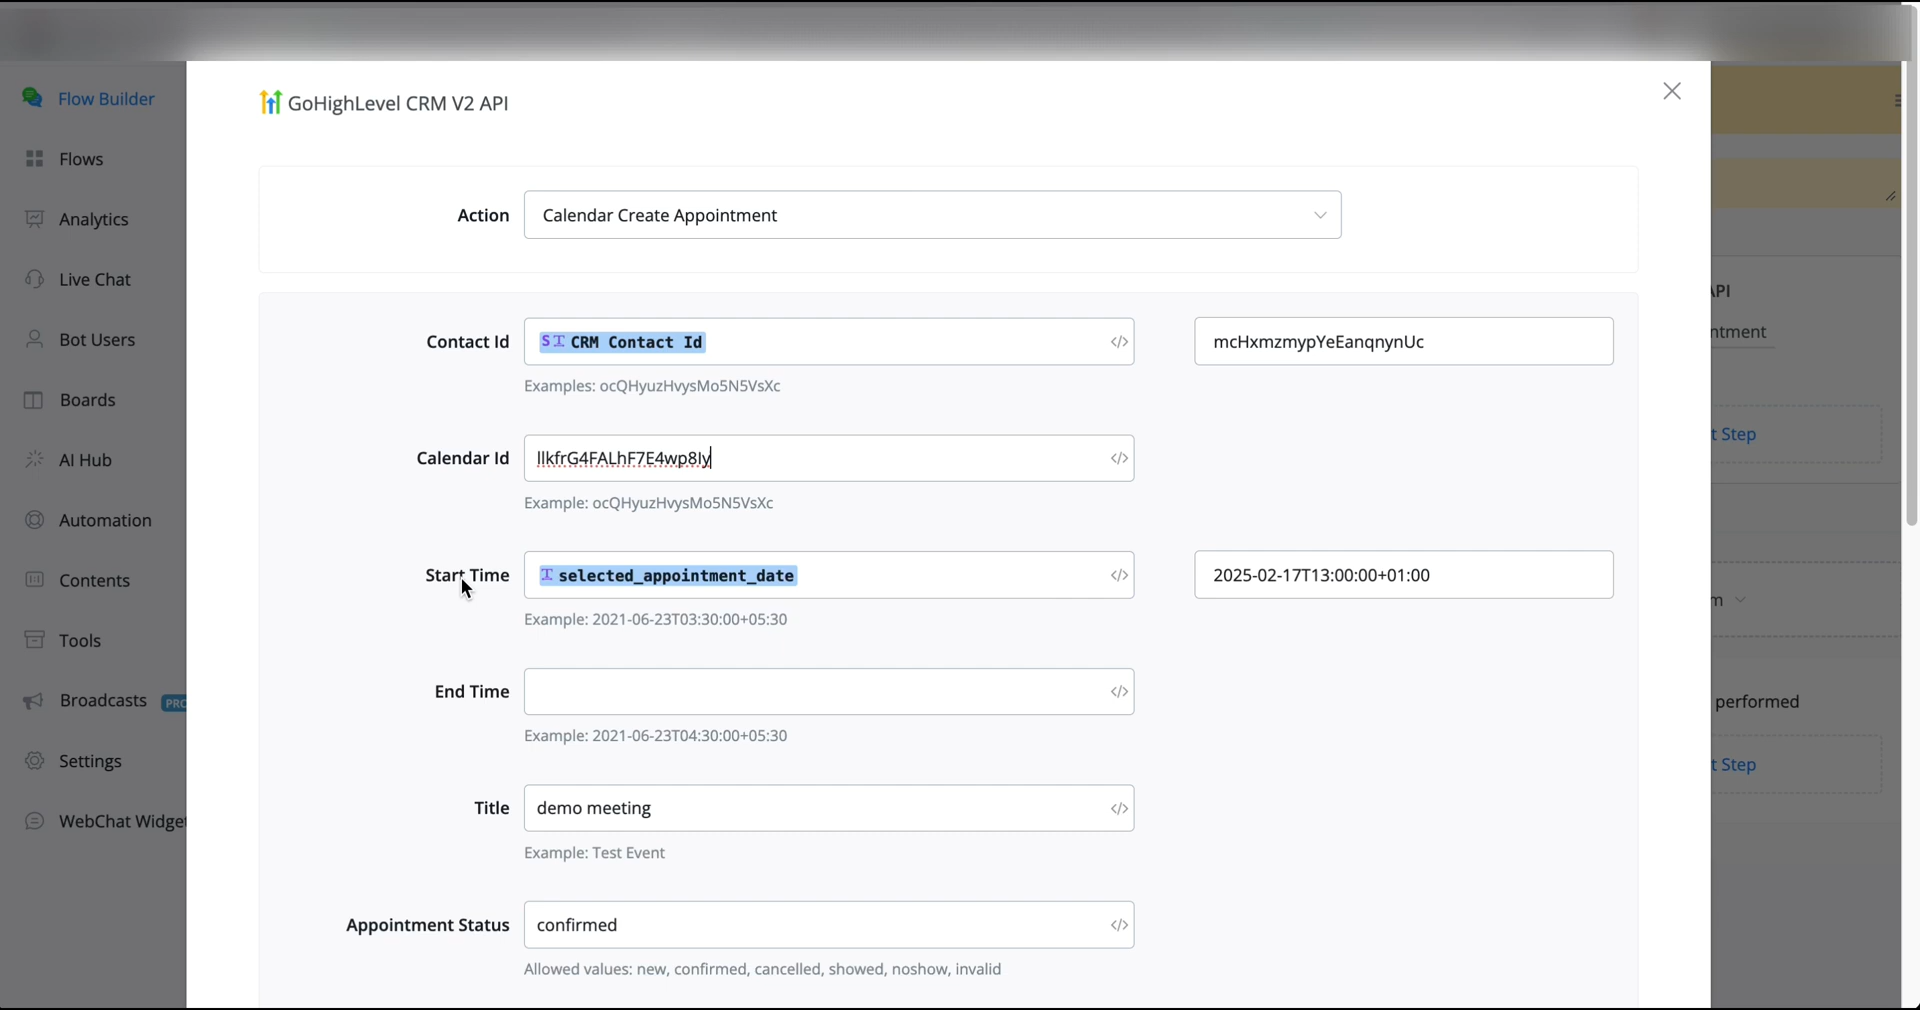 GoHighLevel CRM V2 API
Flow Builder
Flows
Analytics
Live Chat
Bot Users
Boards
AI Hub
Automation
Contents
Tools
Broadcasts PRO
Settings
WebChat Widget
Action
Calendar Create Appointment
Contact Id
CRM Contact Id
mcHxmzmypYeEanqnynUc
Examples: ocQHyuzHvysMo5N5VsXc
Calendar Id
llkfrG4FALhF7E4wp8ly
Example: ocQHyuzHvysMo5N5VsXc
Start Time
selected_appointment_date
2025-02-17T13:00:00+01:00
Example: 2021-06-23T03:30:00+05:30
End Time
Example: 2021-06-23T04:30:00+05:30
Title
demo meeting
Example: Test Event
Appointment Status
confirmed
Allowed values: new, confirmed, cancelled, showed, noshow, invalid
API
ntment
t Step
m
performed
t Step